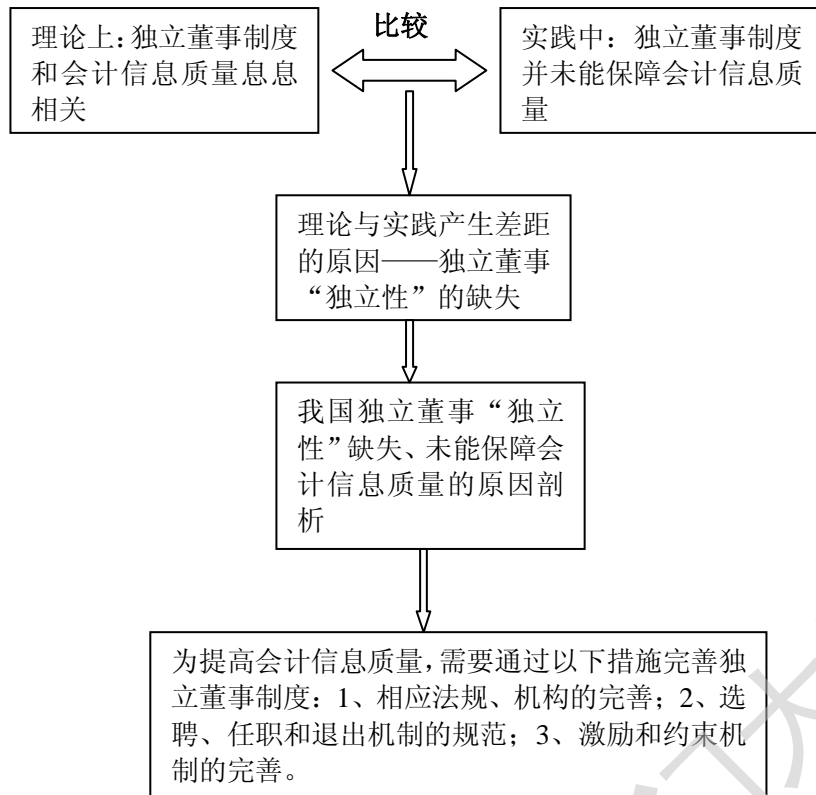 理论上：独立董事制度
和会计信息质量息息
相关
比较
实践中：独立董事制度
并未能保障会计信息质
量
理论与实践产生差距
的原因——独立董事
“独立性”的缺失
我国独立董事“独立
性”缺失、未能保障会
计信息质量的原因剖
析
为提高会计信息质量，需要通过以下措施完善独
立董事制度：1、相应法规、机构的完善；2、选
聘、任职和退出机制的规范；3、激励和约束机
制的完善。